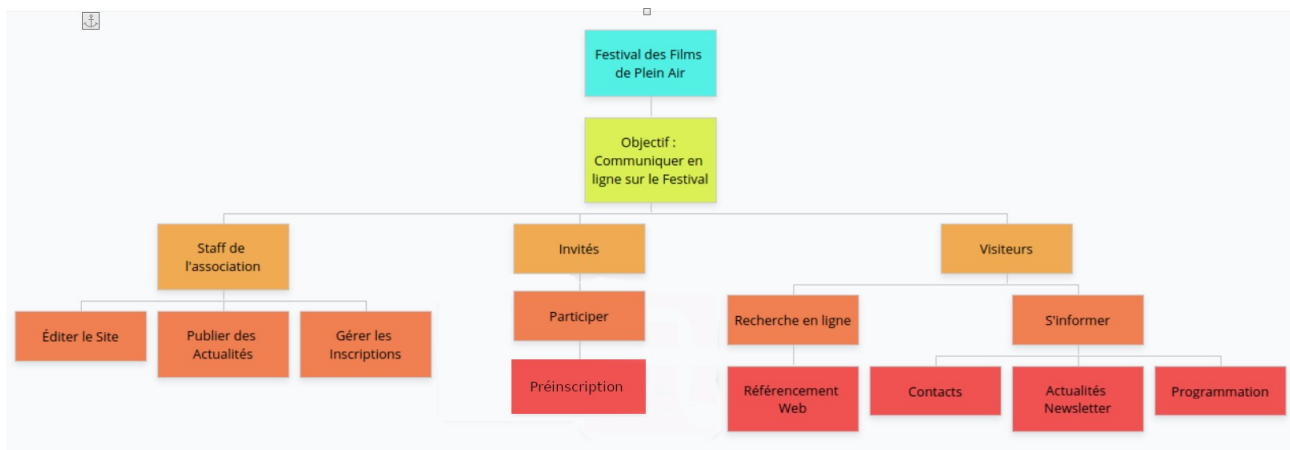 Festival des Films
de Plein Air
Objectif :
Communiquer en
ligne sur le Festival
Staff de
l'association
Invités
Visiteurs
Éditer le Site
Publier des
Actualités
Gérer les
Inscriptions
Participer
Recherche en ligne
S'informer
Préinscription
Référencement
Web
Contacts
Actualités
Newsletter
Programmation